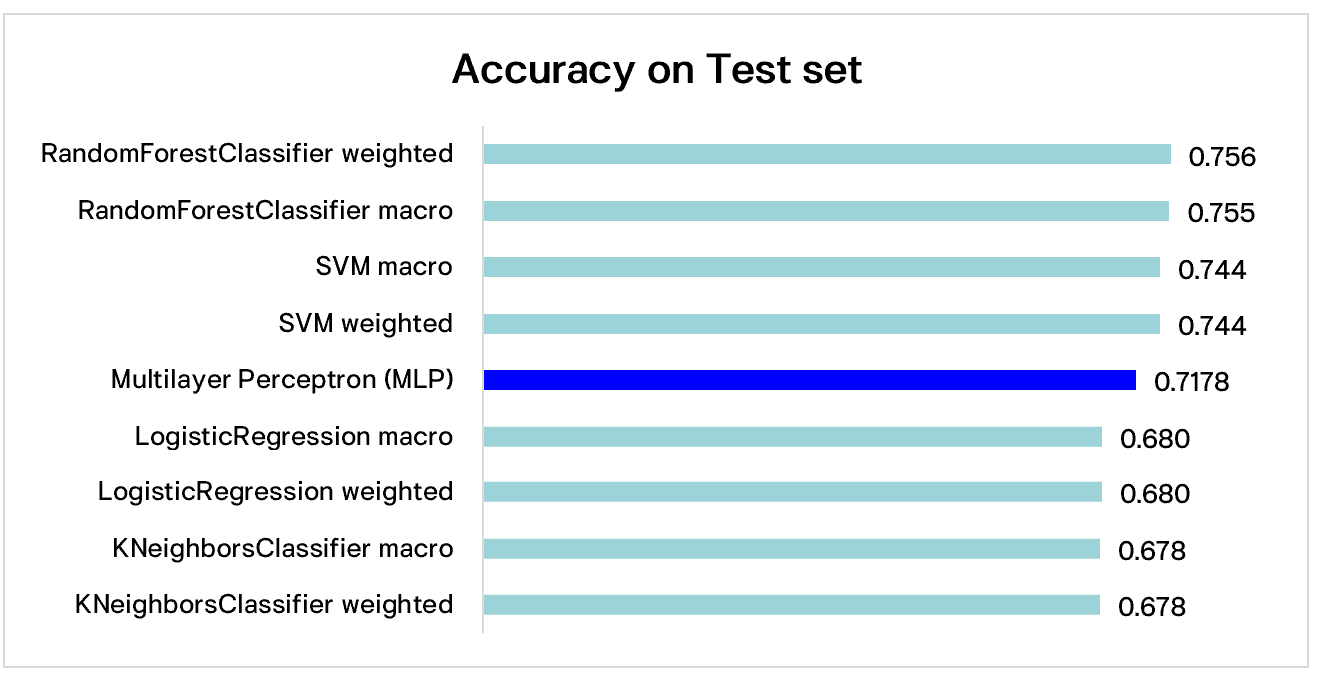 Accuracy on Test set
RandomForestClassifier weighted 0.756
RandomForestClassifier macro 0.755
SVM macro 0.744
SVM weighted 0.744
Multilayer Perceptron (MLP) 0.7178
LogisticRegression macro 0.680
LogisticRegression weighted 0.680
KNeighborsClassifier macro 0.678
KNeighborsClassifier weighted 0.678